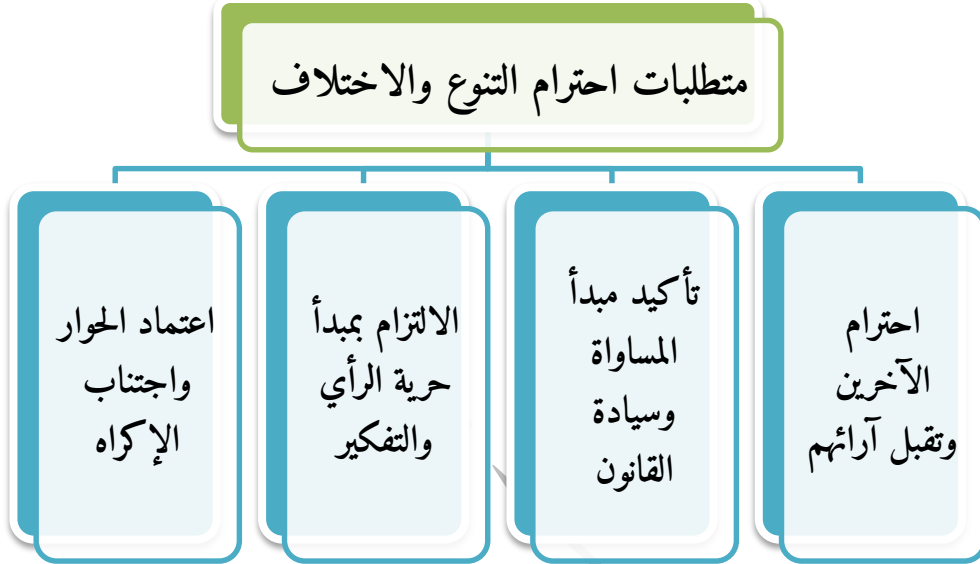 متطلبات احترام التنوع والاختلاف
احترام
الآخرين
وتقبل آرائهم
تأكيد مبدأ
المساواة
وسيادة
القانون
الالتزام بمبدأ
حرية الرأي
والتفكير
اعتماد الحوار
واجتناب
الإكراه